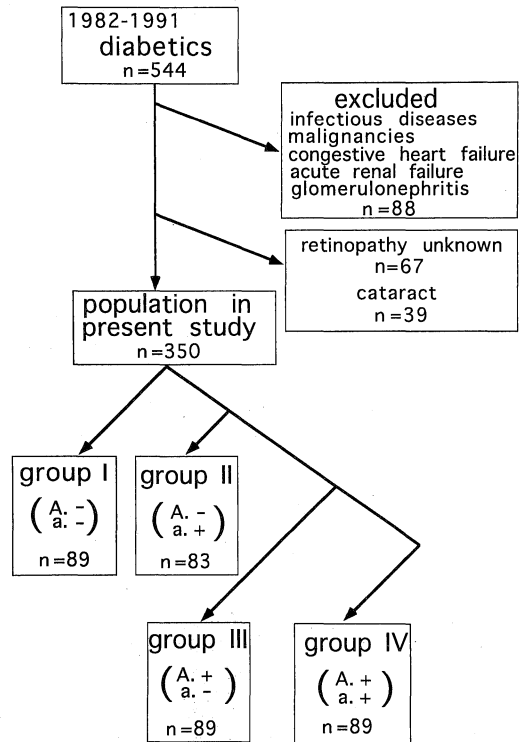 1982-1991
diabetics
n=544
excluded
infectious diseases
malignancies
congestive heart failure
acute renal failure
glomerulonephritis
n=88
retinopathy unknown
n=67
cataract
n=39
population in
present study
n=350
group I
( A. -
a. - )
n=89
group II
( A. -
a. + )
n=83
group III
( A. +
a. - )
n=89
group IV
( A. +
a. + )
n=89